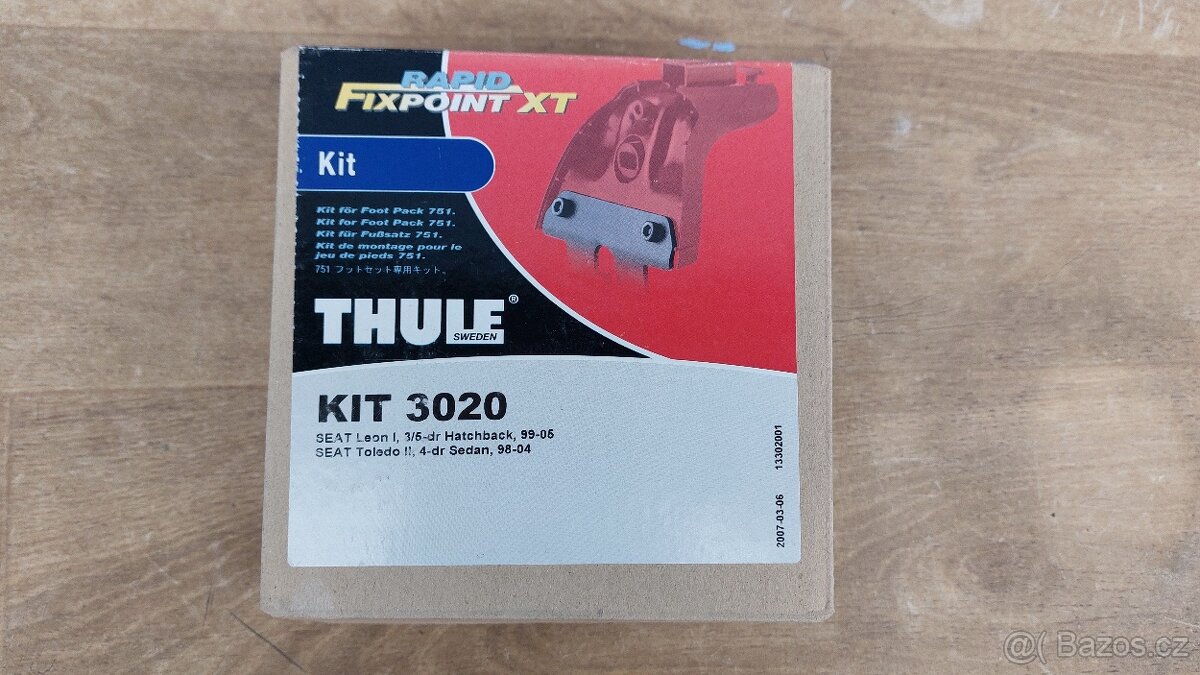 RAPID
FIXPOINT XT
Kit
Kit för Foot Pack 751.
Kit for Foot Pack 751.
Kit für Fußsatz 751.
Kit de montage pour le
jeu de pieds 751.
751 フットセット専用キット。
THULE®
SWEDEN
KIT 3020
SEAT Leon I, 3/5-dr Hatchback, 99-05
SEAT Toledo II, 4-dr Sedan, 98-04
2007-03-06 13302001
@( Bazos.cz